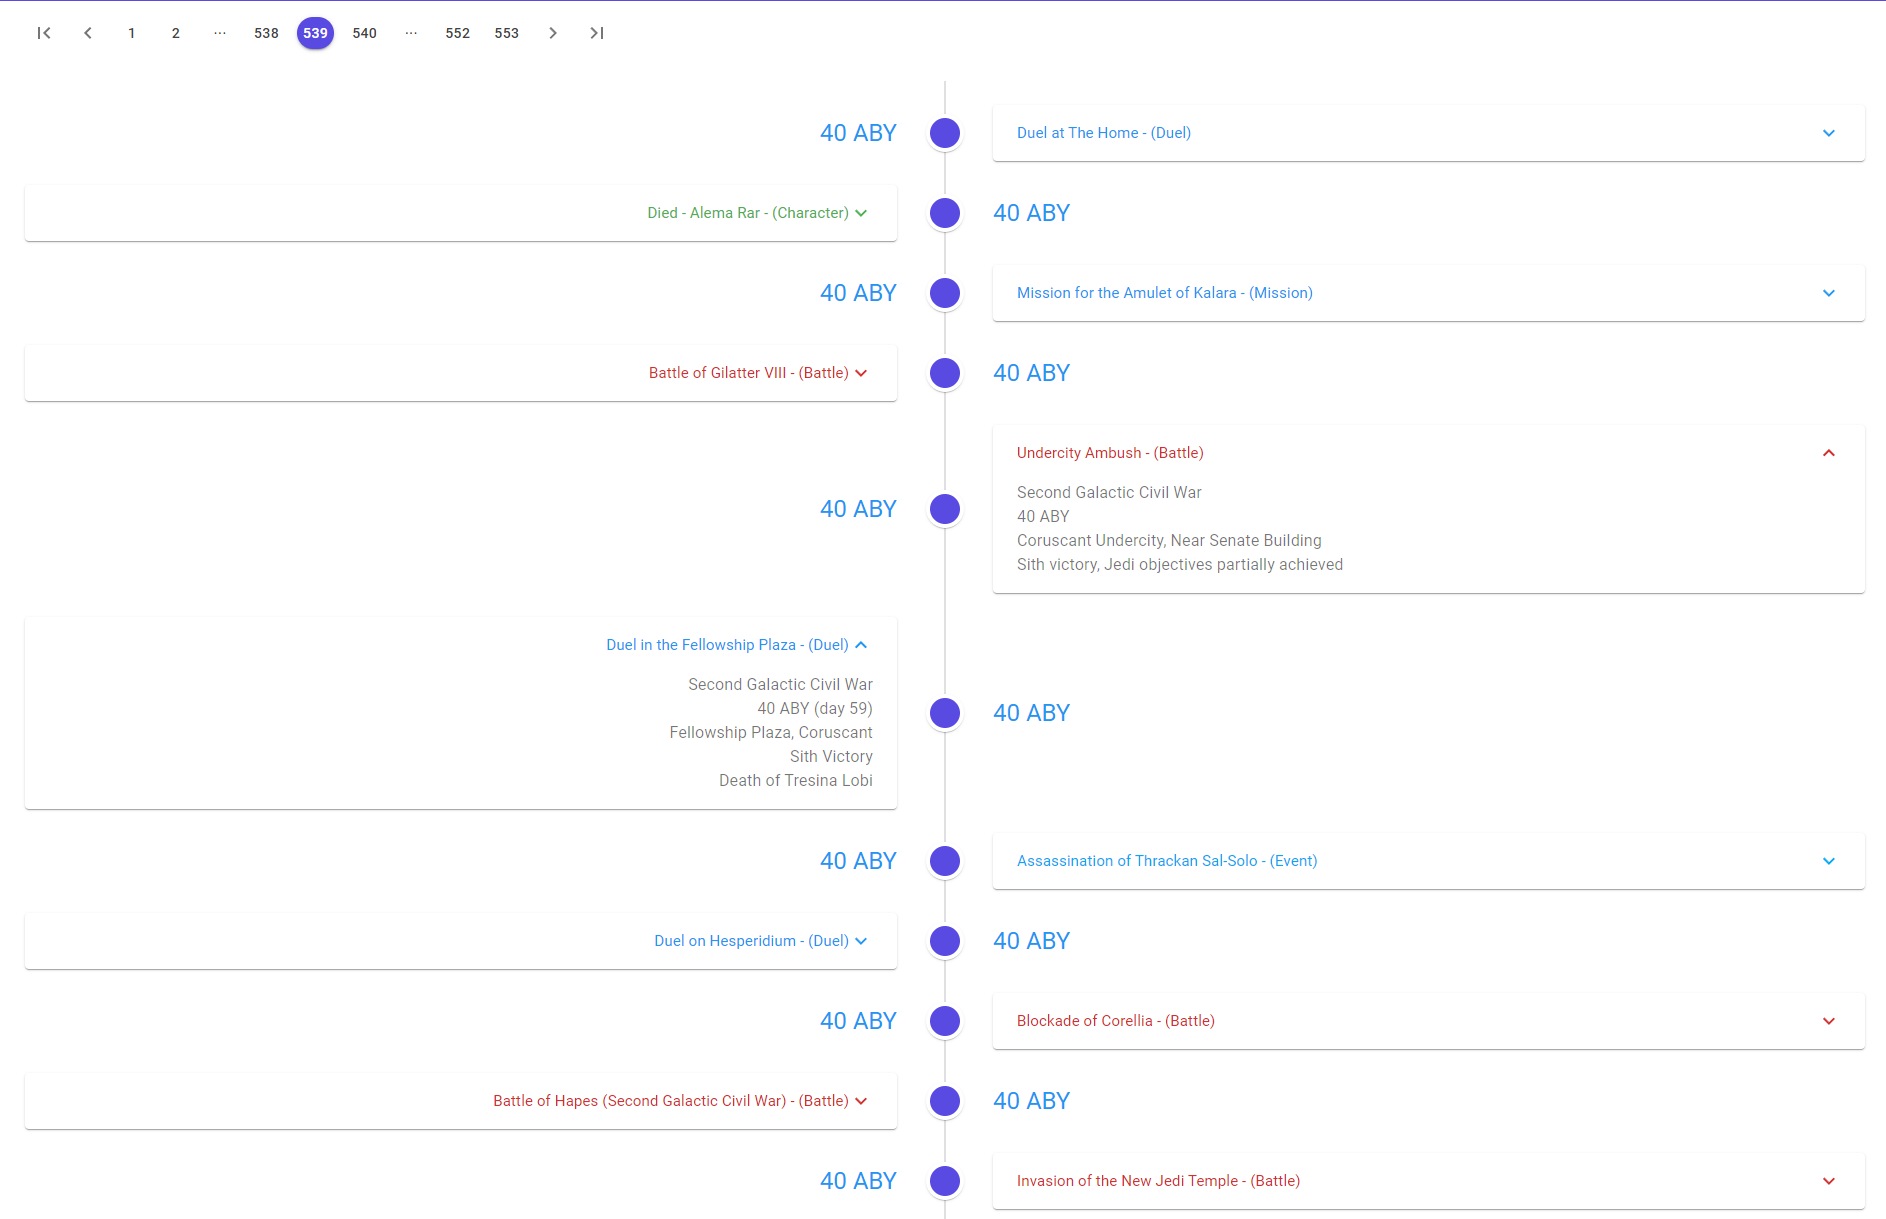 1 2 ... 538 539 540 ... 552 553
40 ABY Duel at The Home - (Duel)
Died - Alema Rar - (Character) 40 ABY
40 ABY Mission for the Amulet of Kalara - (Mission)
Battle of Gilatter VIII - (Battle) 40 ABY
Undercity Ambush - (Battle)
Second Galactic Civil War
40 ABY
40 ABY
Coruscant Undercity, Near Senate Building
Sith victory, Jedi objectives partially achieved
Duel in the Fellowship Plaza - (Duel)
Second Galactic Civil War
40 ABY (day 59)
40 ABY
Fellowship Plaza, Coruscant
Sith Victory
Death of Tresina Lobi
40 ABY Assassination of Thrackan Sal-Solo - (Event)
Duel on Hesperidium - (Duel) 40 ABY
40 ABY Blockade of Corellia - (Battle)
Battle of Hapes (Second Galactic Civil War) - (Battle) 40 ABY
40 ABY Invasion of the New Jedi Temple - (Battle)